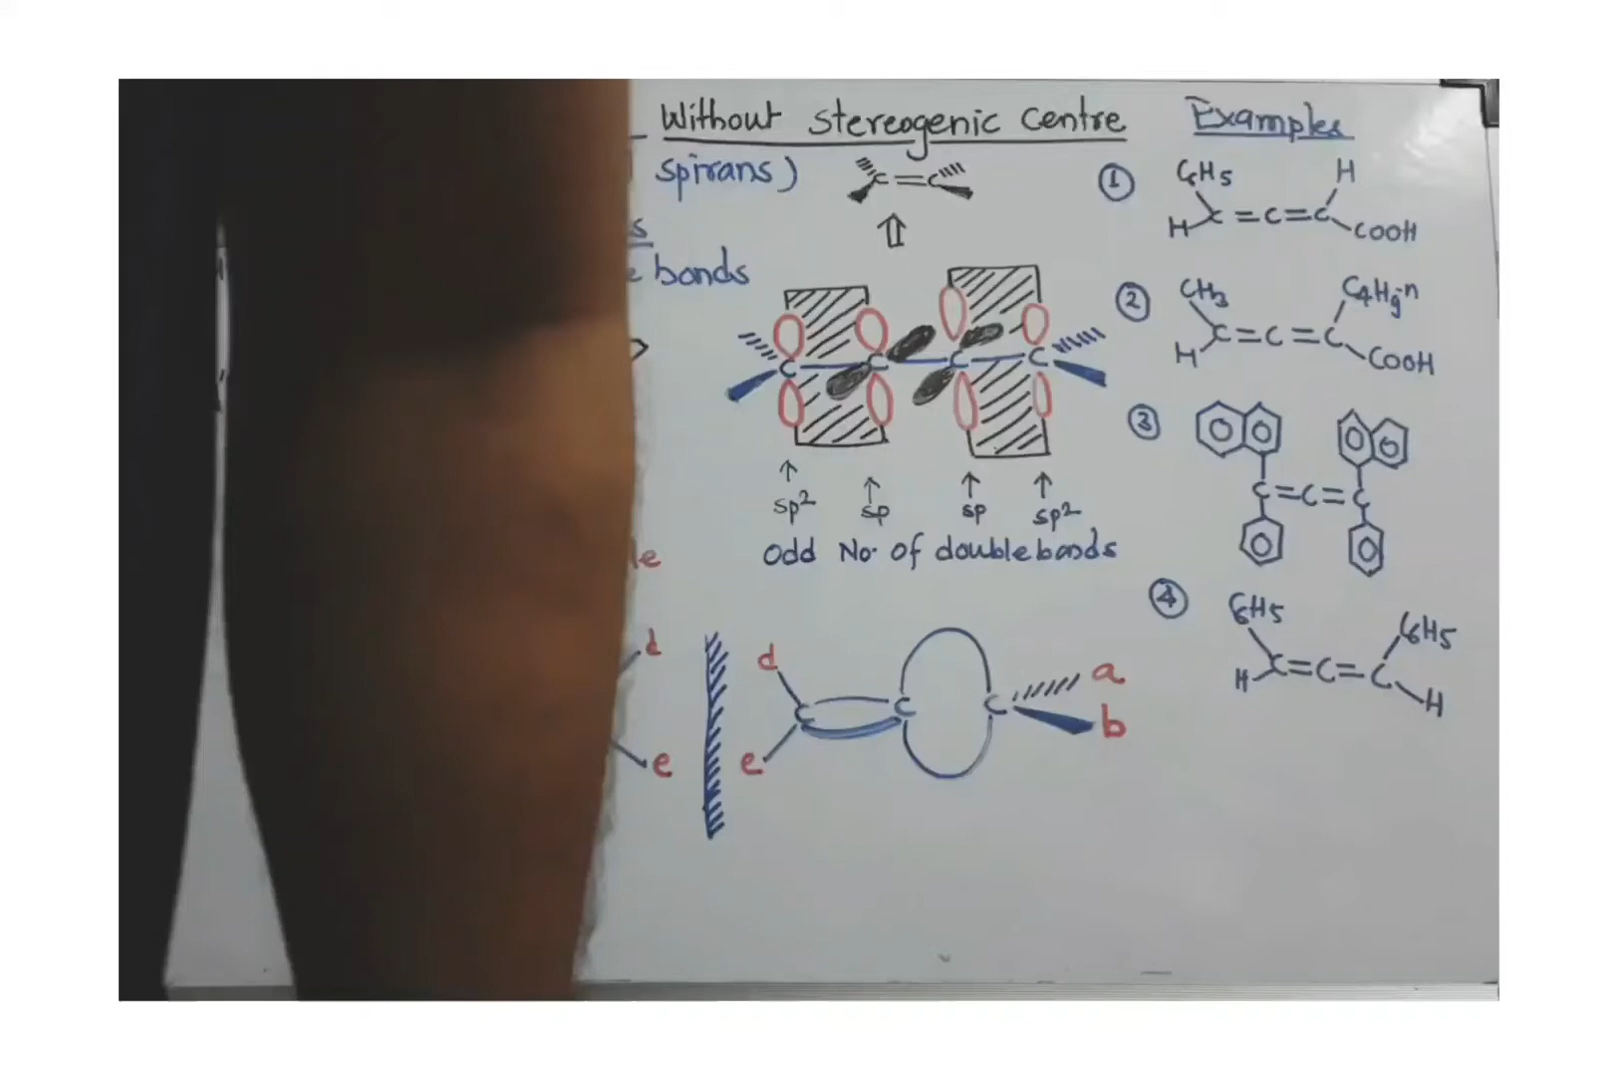 Without stereogenic Centre
spirans)
C=C
s
e bonds
C C C C
sp²
sp
sp
sp²
Odd No. of double bonds
le
d
e
d
C
C
C
a
b
e
Examples
①
C6H5
H
H
C=C=C
COOH
②
CH3
C4H9-n
H
C=C=C
COOH
③
C=C=C
④
C6H5
C6H5
H
C=C=C
H